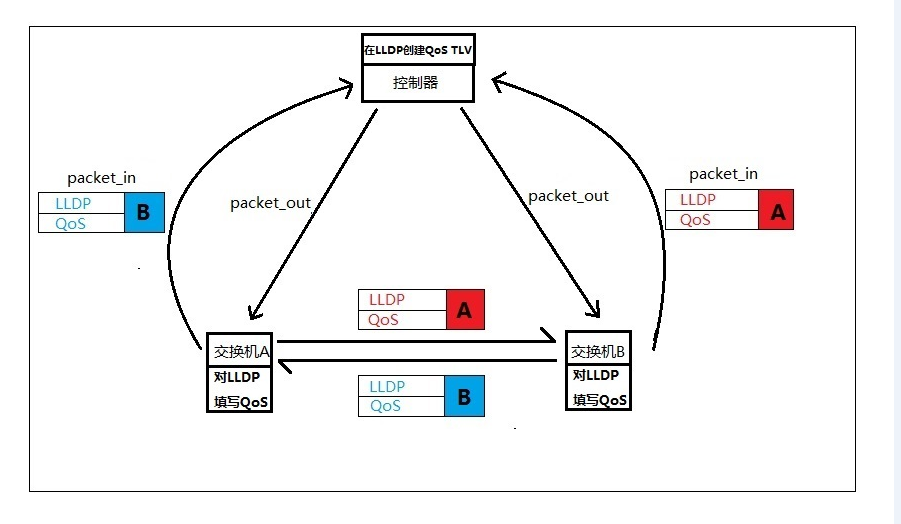 在LLDP创建QoS TLV
控制器
packet_in
LLDP
QoS
B
packet_out
packet_out
packet_in
LLDP
QoS
A
LLDP
QoS
A
交换机A
对LLDP
填写QoS
交换机B
对LLDP
填写QoS
LLDP
QoS
B